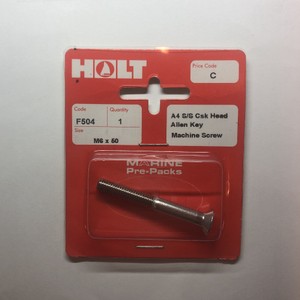 HOLT
Price Code
C
Code
Quantity
F504
1
Size
M6 x 50
A4 S/S Csk Head
Allen Key
Machine Screw
MARINE
Pre-Packs